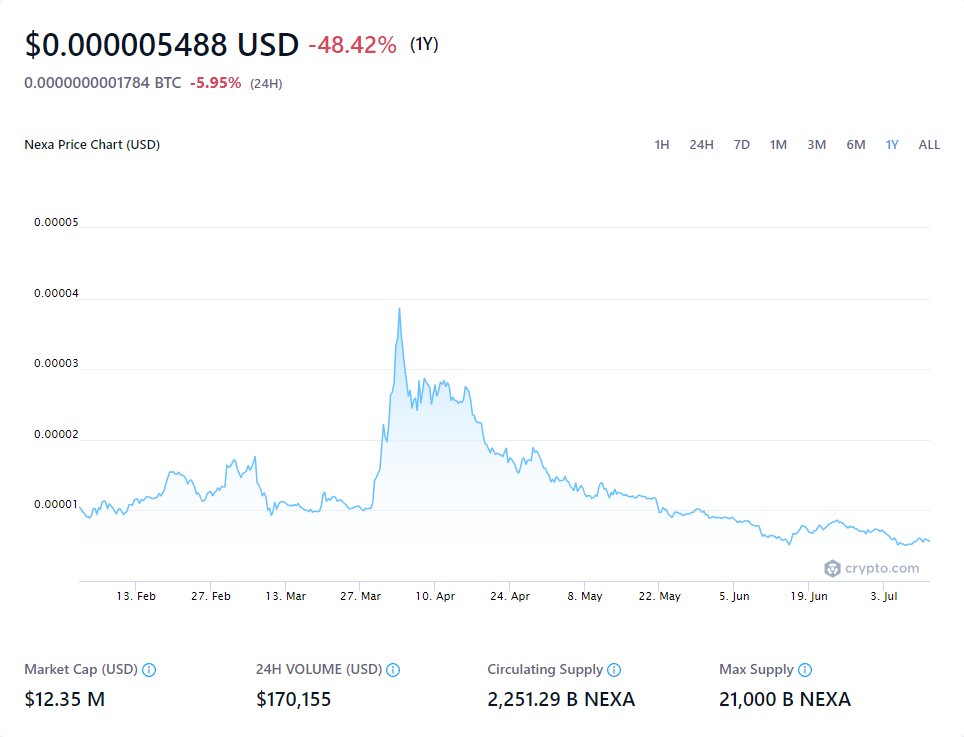 $0.000005488 USD -48.42% (1Y)
0.0000000001784 BTC -5.95% (24H)
Nexa Price Chart (USD) 1H 24H 7D 1M 3M 6M 1Y ALL
0.00005
0.00004
0.00003
0.00002
0.00001
crypto.com
13. Feb 27. Feb 13. Mar 27. Mar 10. Apr 24. Apr 8. May 22. May 5. Jun 19. Jun 3. Jul
Market Cap (USD) 24H VOLUME (USD) Circulating Supply Max Supply
$12.35 M $170,155 2,251.29 B NEXA 21,000 B NEXA